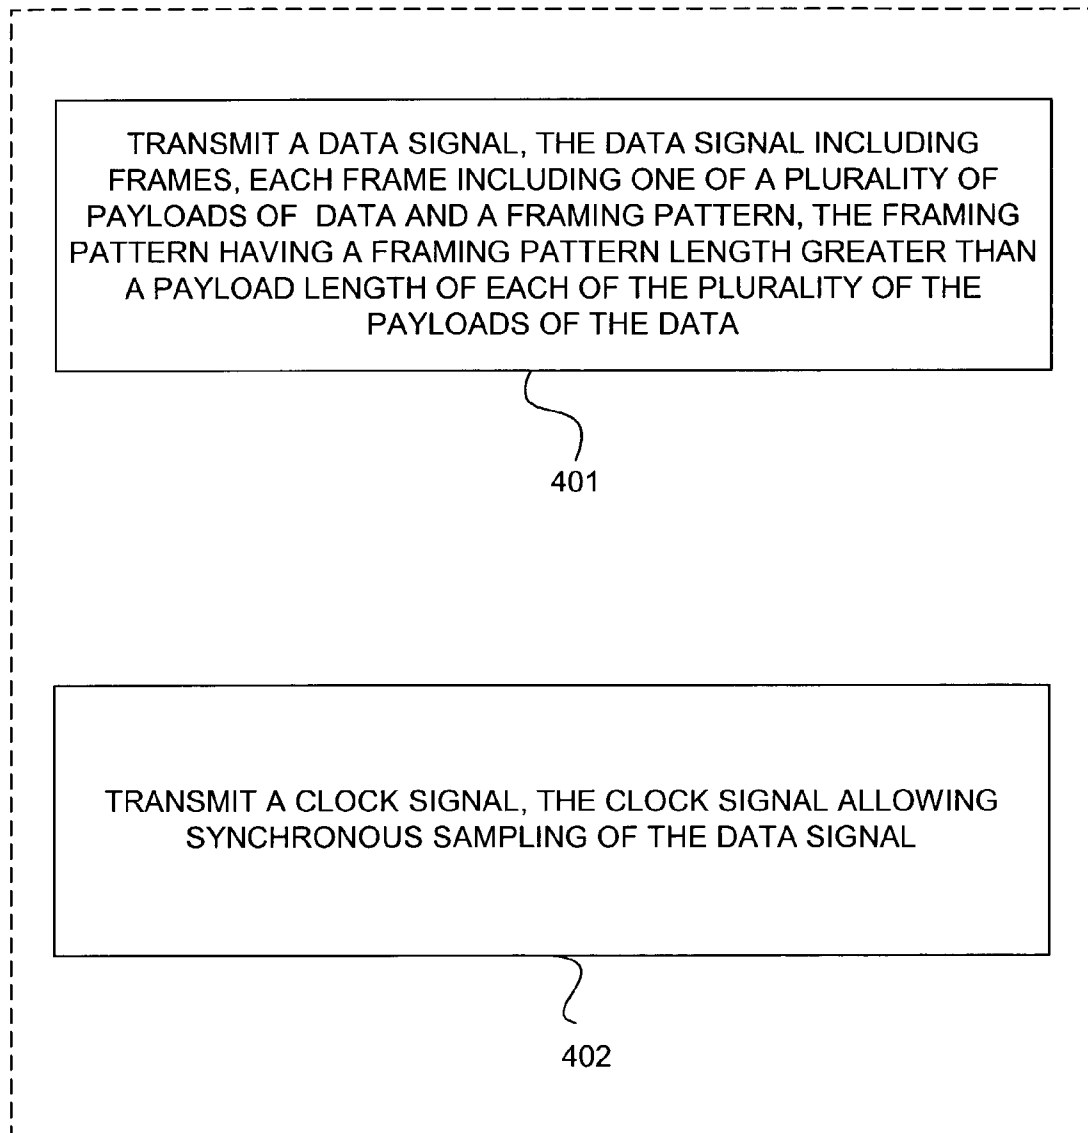 TRANSMIT A DATA SIGNAL, THE DATA SIGNAL INCLUDING
FRAMES, EACH FRAME INCLUDING ONE OF A PLURALITY OF
PAYLOADS OF DATA AND A FRAMING PATTERN, THE FRAMING
PATTERN HAVING A FRAMING PATTERN LENGTH GREATER THAN
A PAYLOAD LENGTH OF EACH OF THE PLURALITY OF THE
PAYLOADS OF THE DATA
401
TRANSMIT A CLOCK SIGNAL, THE CLOCK SIGNAL ALLOWING
SYNCHRONOUS SAMPLING OF THE DATA SIGNAL
402